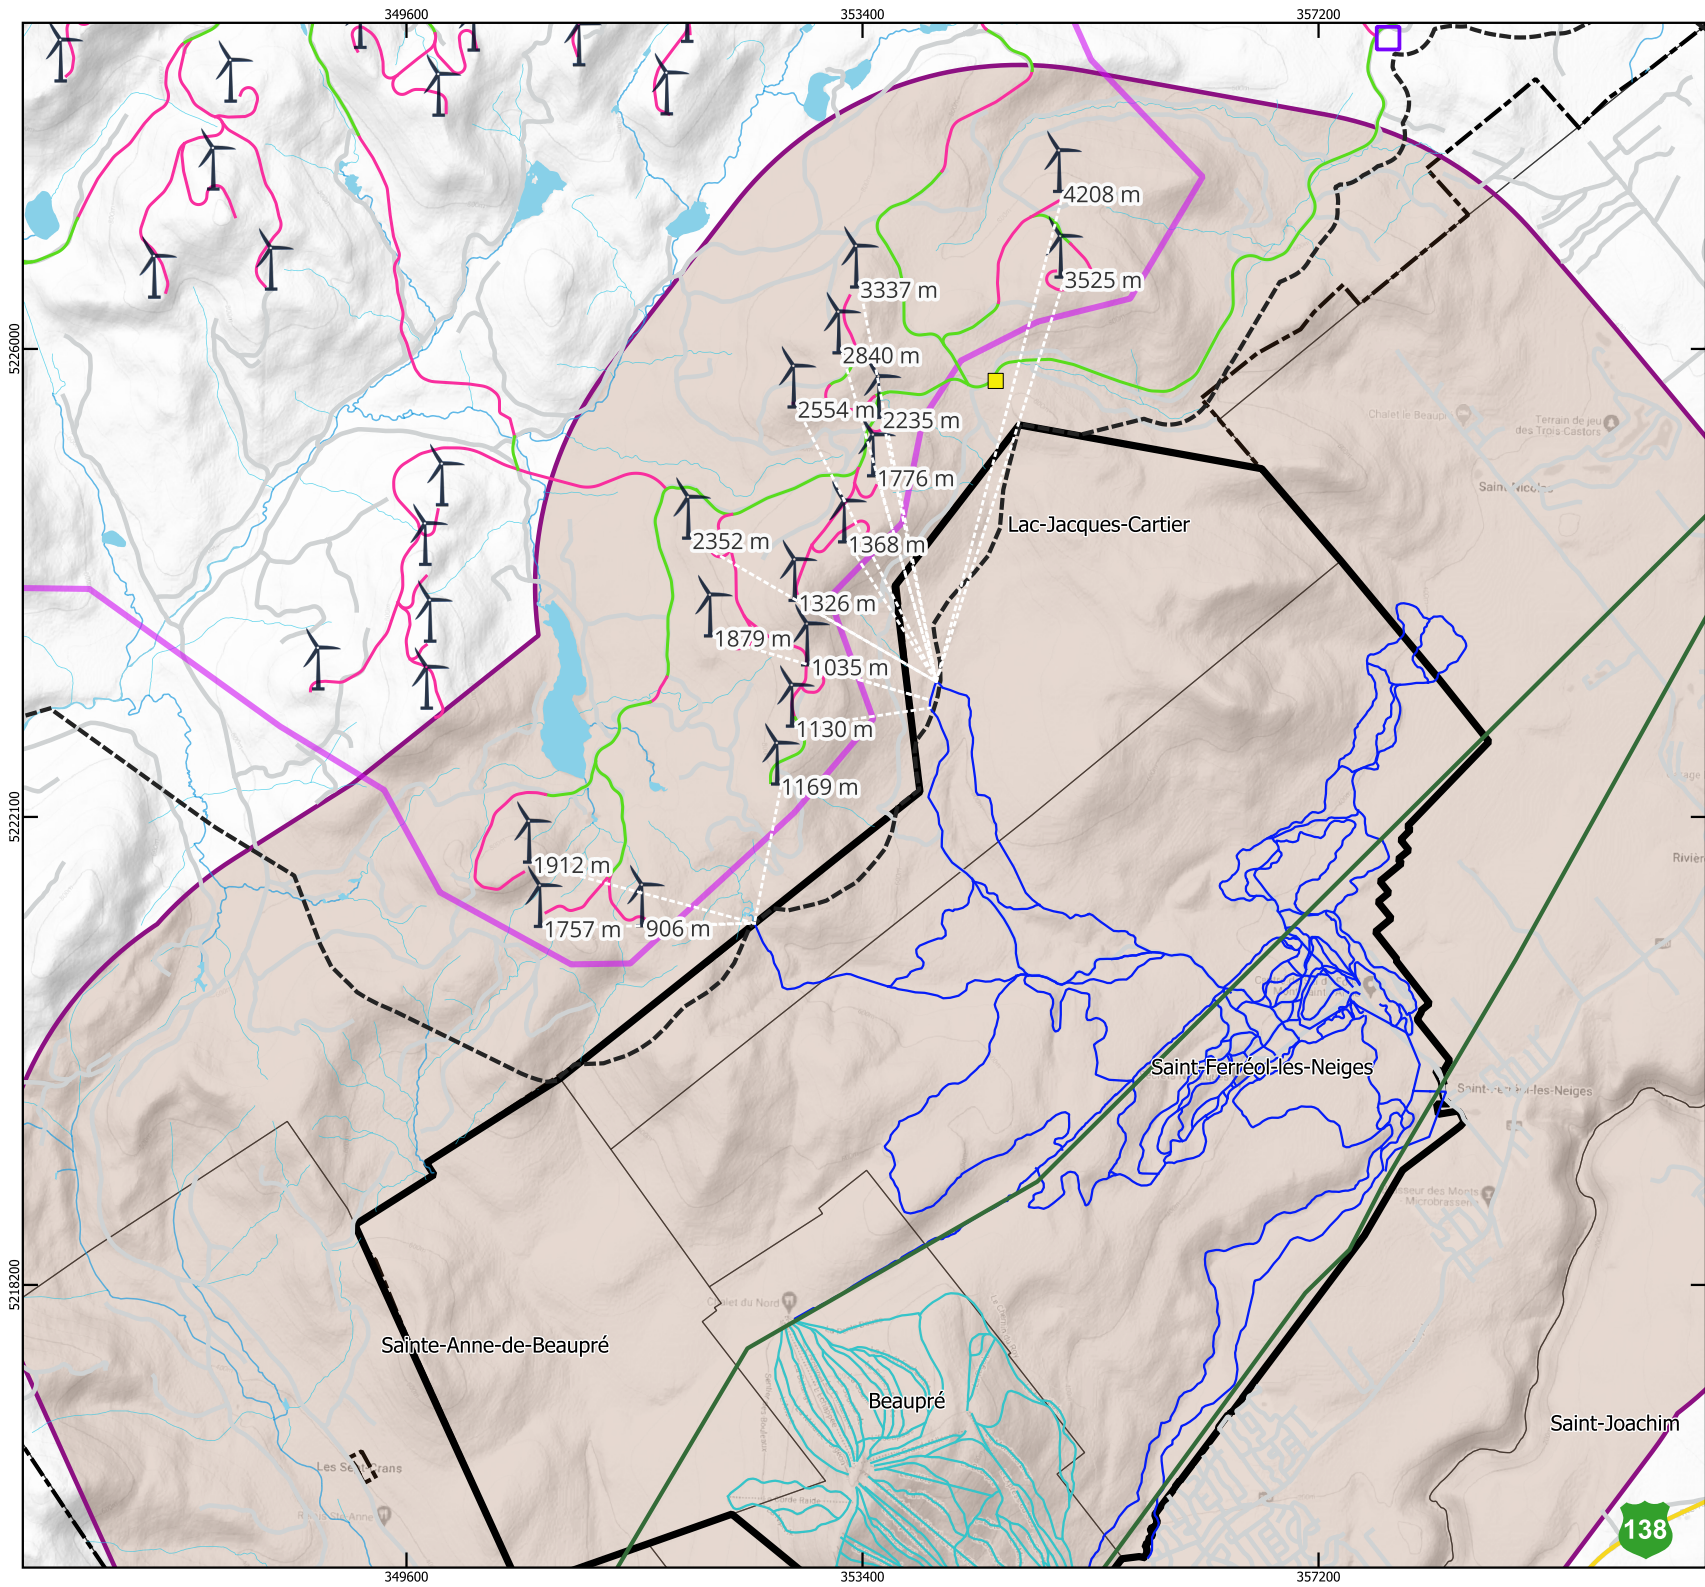 349600
353400
357200
4208 m
3525 m
3337 m
5226000
2840 m
2554 m
2235 m
Chalet le Beaupré
Terrain de jeu
des Trois-Castors
1776 m
Saint-Nicolas
Lac-Jacques-Cartier
2352 m
1368 m
1326 m
1879 m
1035 m
1130 m
1169 m
5222100
1912 m
1757 m
906 m
Saint-Ferréol-les-Neiges
Saint-Ferréol-les-Neiges
Microbrasserie
5218200
Chalet du Nord
Sainte-Anne-de-Beaupré
Beaupré
Saint-Joachim
Les Sept-Crans
138
349600
353400
357200